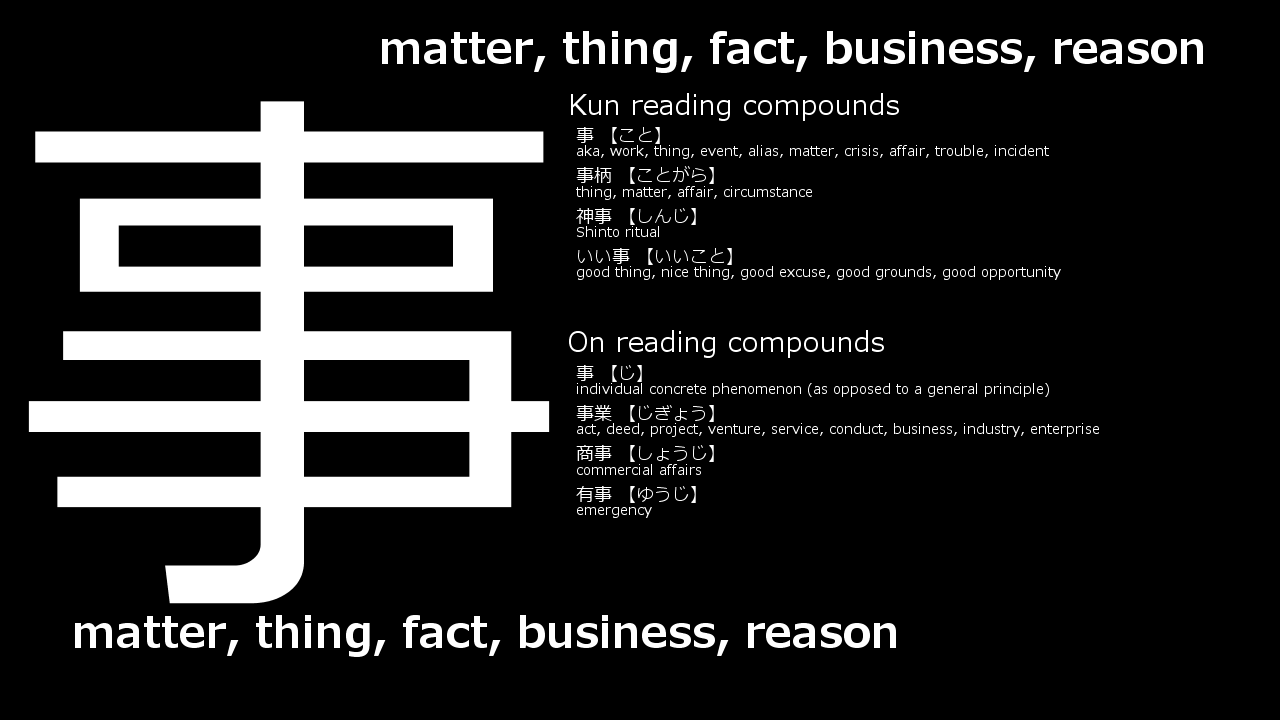 matter, thing, fact, business, reason
事
Kun reading compounds
事 【こと】
aka, work, thing, event, alias, matter, crisis, affair, trouble, incident
事柄 【ことがら】
thing, matter, affair, circumstance
神事 【しんじ】
Shinto ritual
いい事 【いいこと】
good thing, nice thing, good excuse, good grounds, good opportunity
On reading compounds
事 【じ】
individual concrete phenomenon (as opposed to a general principle)
事業 【じぎょう】
act, deed, project, venture, service, conduct, business, industry, enterprise
商事 【しょうじ】
commercial affairs
有事 【ゆうじ】
emergency
matter, thing, fact, business, reason